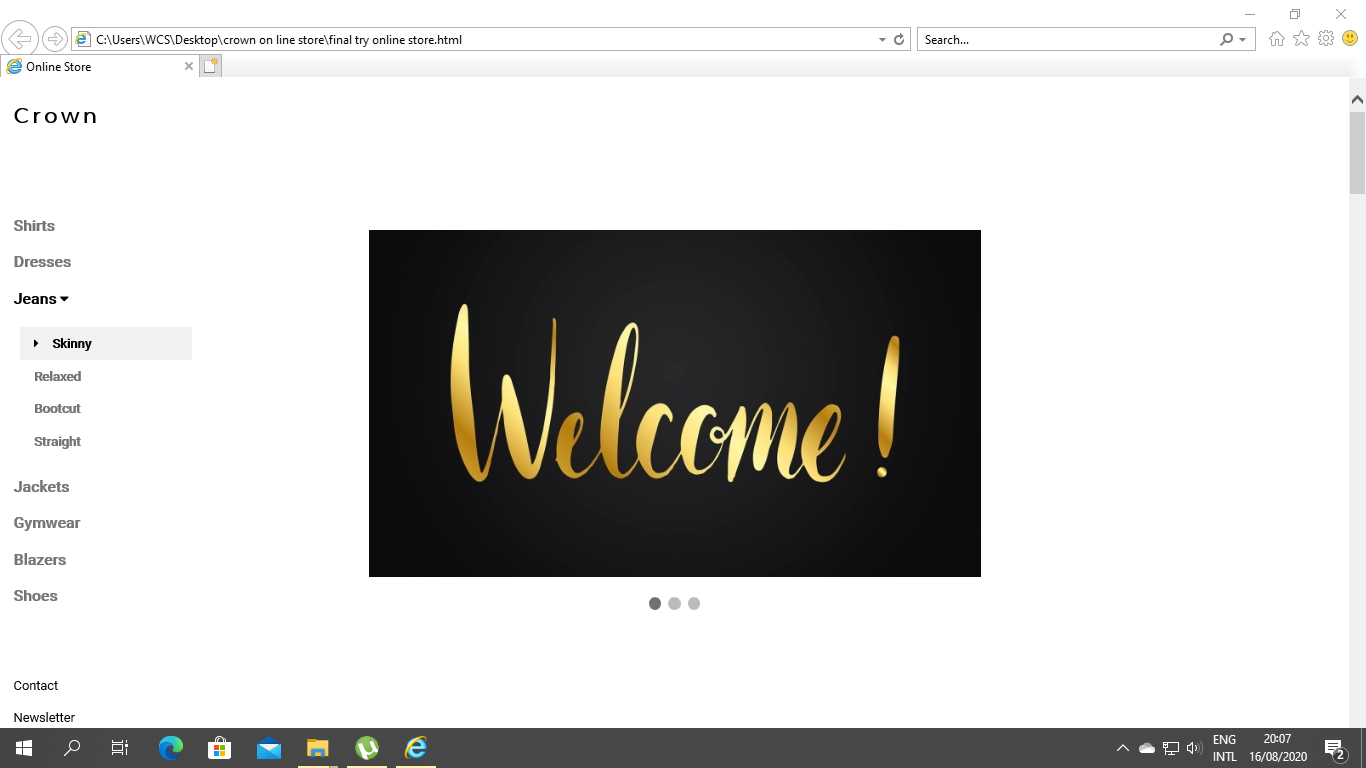 C:\Users\WCS\Desktop\crown on line store\final try online store.html
Search...
Online Store
Crown
Shirts
Dresses
Jeans
Skinny
Relaxed
Bootcut
Straight
Jackets
Gymwear
Blazers
Shoes
Welcome!
Contact
Newsletter
ENG
INTL
20:07
16/08/2020
2